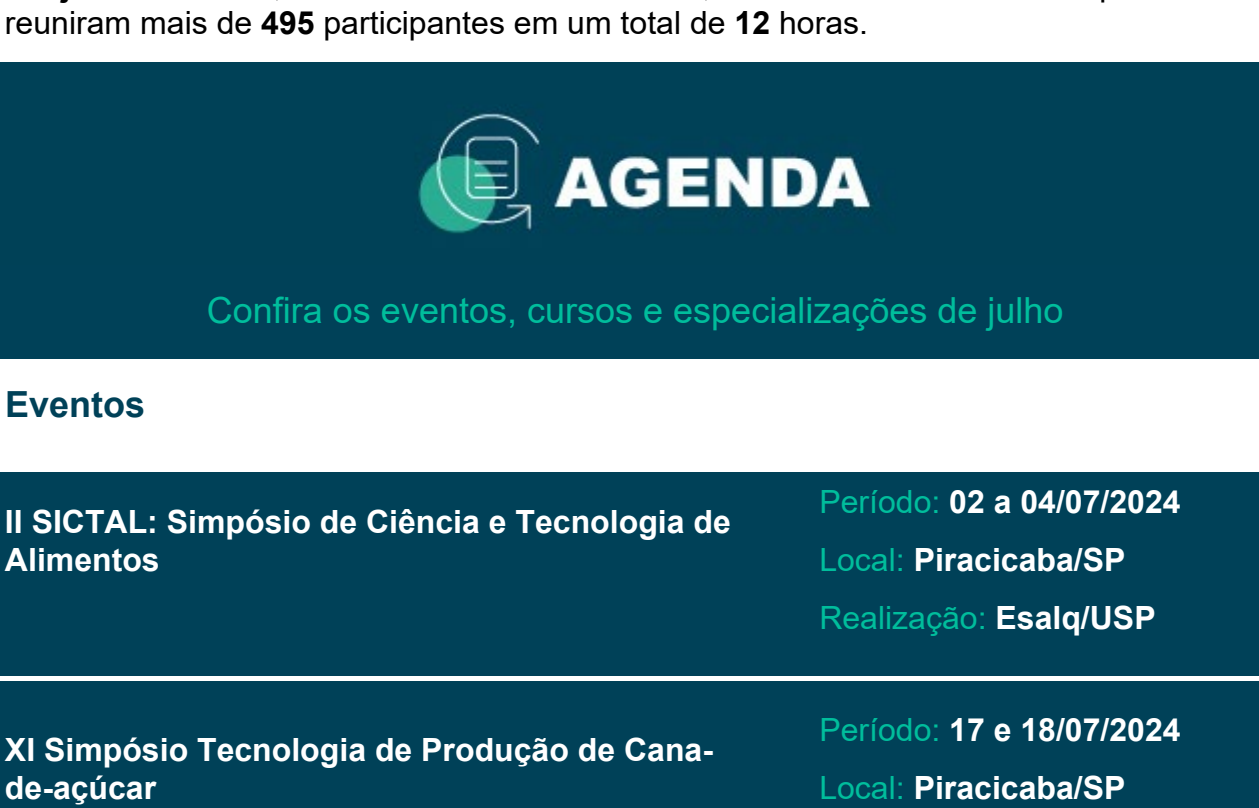 reuniram mais de 495 participantes em um total de 12 horas.
AGENDA
Confira os eventos, cursos e especializações de julho
Eventos
II SICTAL: Simpósio de Ciência e Tecnologia de
Alimentos
Período: 02 a 04/07/2024
Local: Piracicaba/SP
Realização: Esalq/USP
XI Simpósio Tecnologia de Produção de Cana-
de-açúcar
Período: 17 e 18/07/2024
Local: Piracicaba/SP